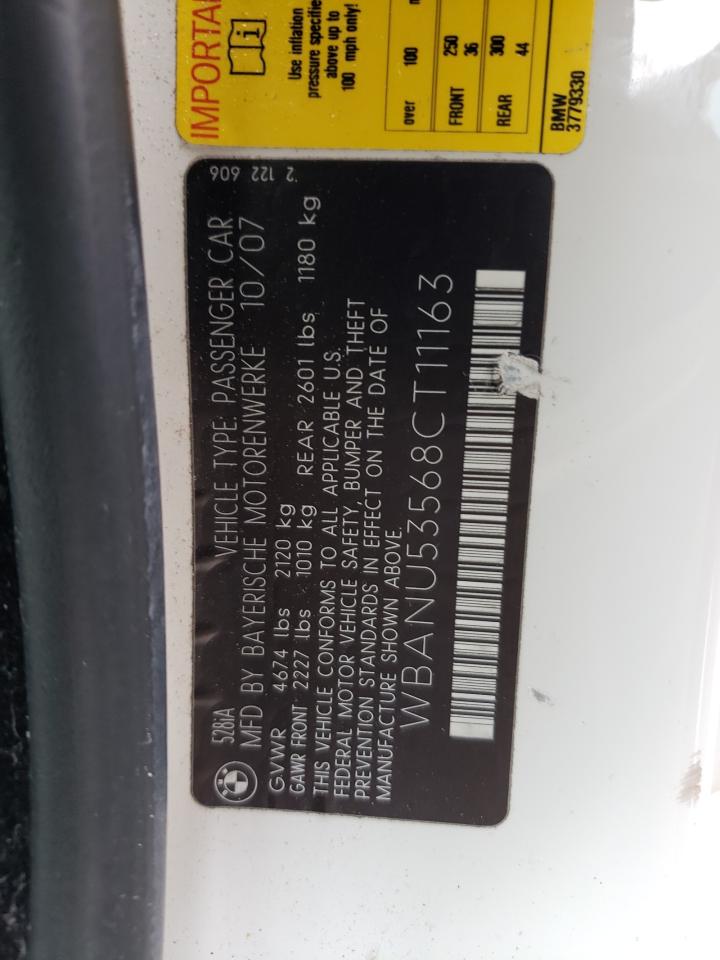 IMPORTA
Use inflation
pressure specifie
above up to
100 mph only!
over 100
FRONT 250
36
REAR 300
44
BMW
3779330
2 122 606
528iA VEHICLE TYPE: PASSENGER CAR
MFD BY BAYERISCHE MOTORENWERKE 10/07
GVWR 4674 lbs 2120 kg
GAWR FRONT 2227 lbs 1010 kg REAR 2601 lbs 1180 kg
THIS VEHICLE CONFORMS TO ALL APPLICABLE U.S.
FEDERAL MOTOR VEHICLE SAFETY, BUMPER AND THEFT
PREVENTION STANDARDS IN EFFECT ON THE DATE OF
MANUFACTURE SHOWN ABOVE.
WBANU53568CT11163